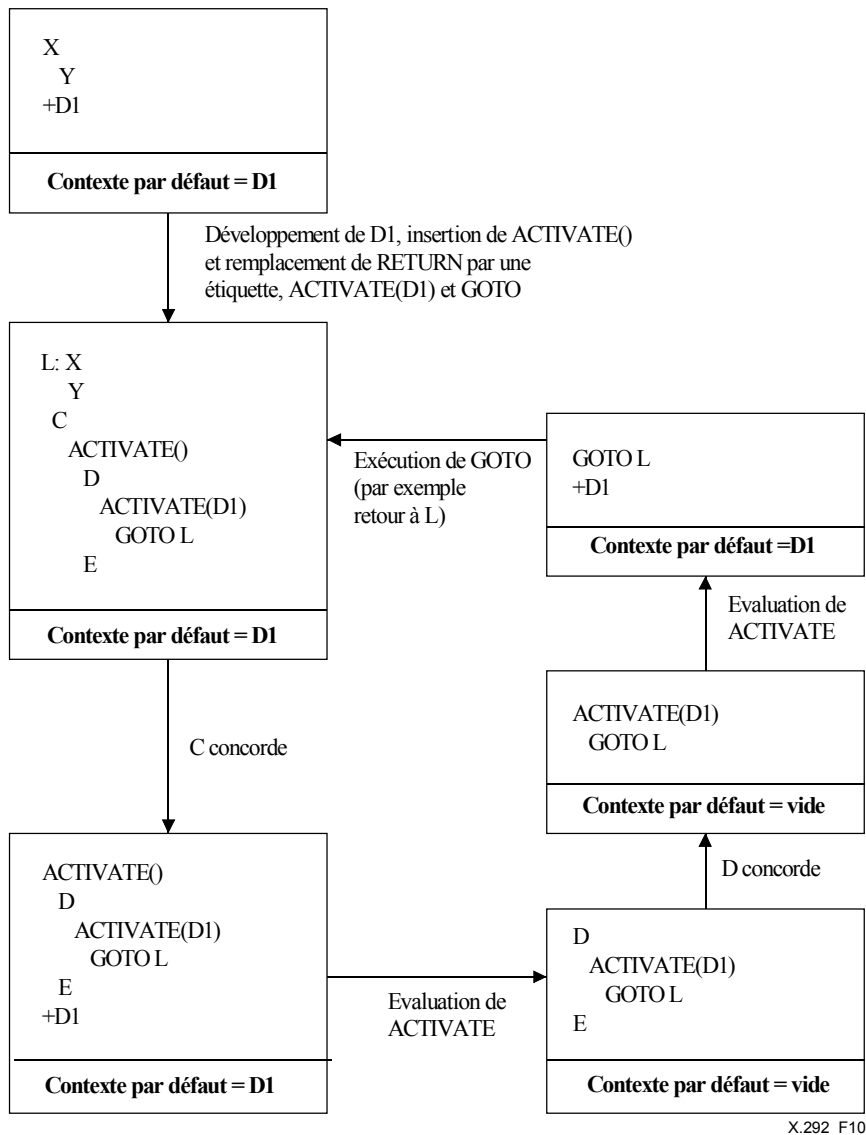 X
Y
+D1
Contexte par défaut = D1
Développement de D1, insertion de ACTIVATE()
et remplacement de RETURN par une
étiquette, ACTIVATE(D1) et GOTO
L: X
Y
C
ACTIVATE()
D
ACTIVATE(D1)
GOTO L
E
Contexte par défaut = D1
C concorde
ACTIVATE()
D
ACTIVATE(D1)
GOTO L
E
+D1
Contexte par défaut = D1
Evaluation de
ACTIVATE
D
ACTIVATE(D1)
GOTO L
E
Contexte par défaut = vide
D concorde
ACTIVATE(D1)
GOTO L
Contexte par défaut = vide
Evaluation de
ACTIVATE
GOTO L
+D1
Contexte par défaut =D1
Exécution de GOTO
(par exemple
retour à L)
X.292_F10